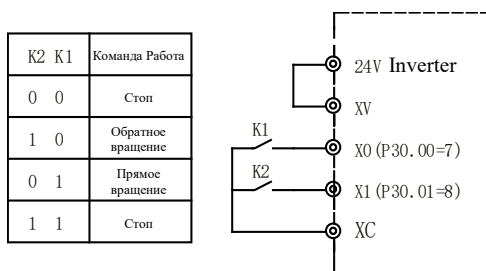 K2 K1 Команда Работа
0 0 Стоп
1 0 Обратное
вращение
0 1 Прямое
вращение
1 1 Стоп
24V Inverter
XV
K1
X0(P30.00=7)
K2
X1(P30.01=8)
XC